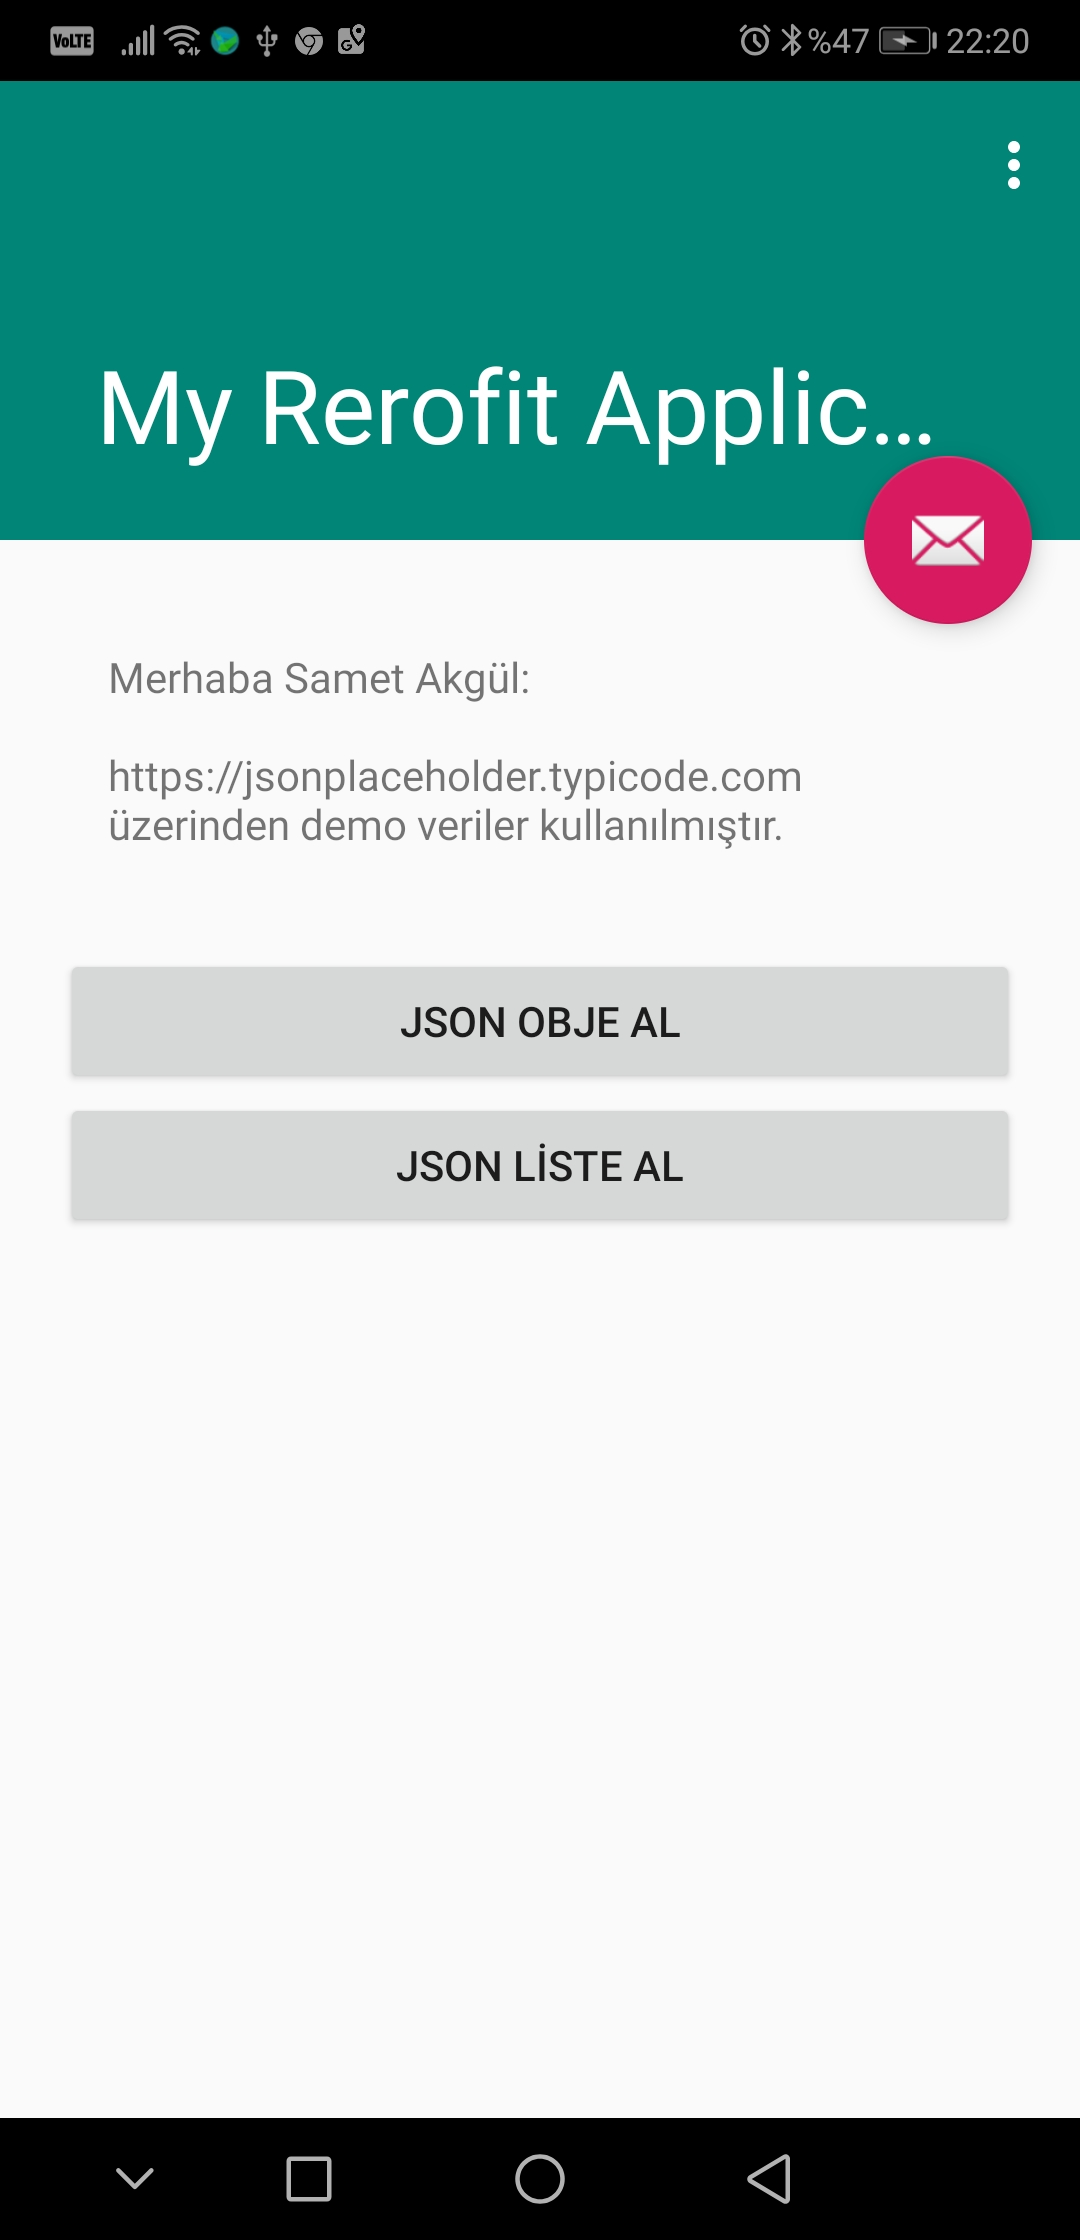 VoLTE %47 22:20
My Rerofit Applic...
Merhaba Samet Akgül:
https://jsonplaceholder.typicode.com
üzerinden demo veriler kullanılmıştır.
JSON OBJE AL
JSON LİSTE AL